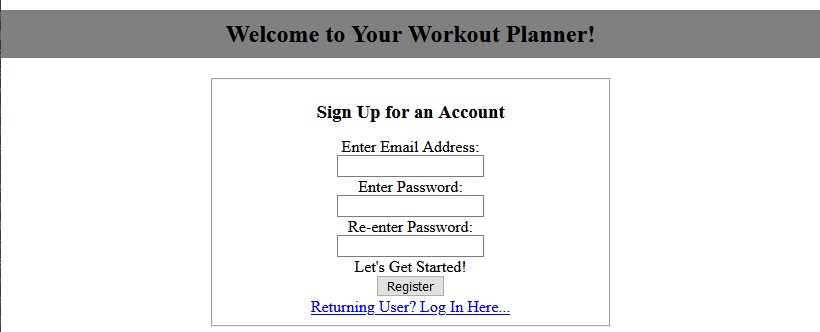 Welcome to Your Workout Planner!
Sign Up for an Account
Enter Email Address:
Enter Password:
Re-enter Password:
Let's Get Started!
Register
Returning User? Log In Here...